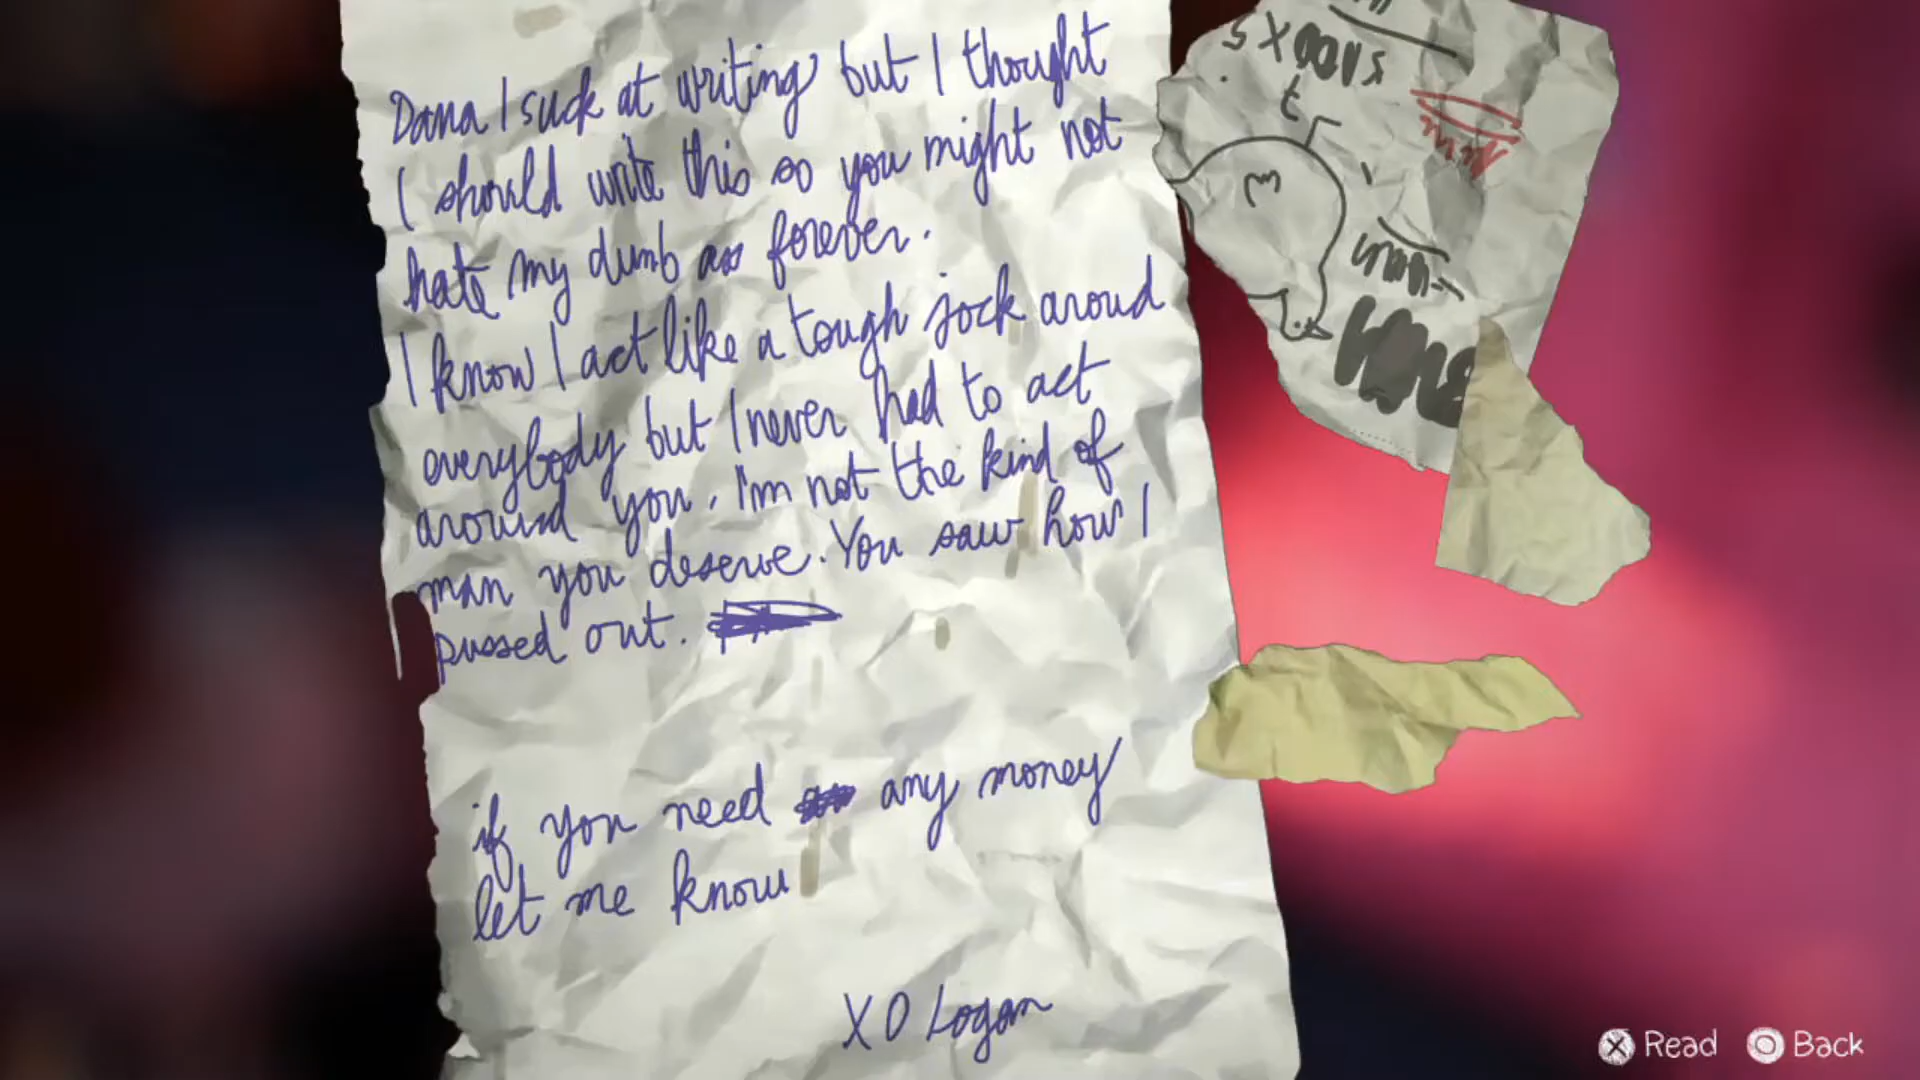 Dana I suck at writing but I thought
I should write this so you might not
hate my dumb ass forever.
I know I act like a tough jock aroud
everybody but I never had to act
around you. I'm not the kind of
man you deserve. You saw how I
pussed out.
if you need any money
let me know
XO Logan
Read
Back